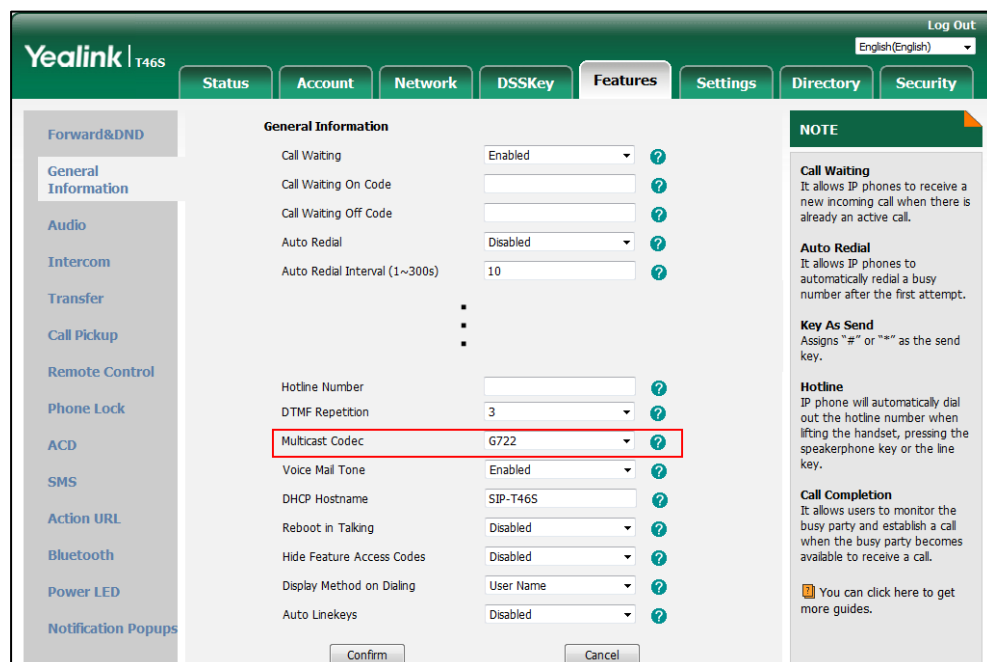 Log Out
Yealink T46S
English(English)
Status Account Network DSSKey Features Settings Directory Security
Forward&DND
General
Information
Audio
Intercom
Transfer
Call Pickup
Remote Control
Phone Lock
ACD
SMS
Action URL
Bluetooth
Power LED
Notification Popups
General Information
Call Waiting Enabled ?
Call Waiting On Code ?
Call Waiting Off Code ?
Auto Redial Disabled ?
Auto Redial Interval (1~300s) 10 ?
Hotline Number ?
DTMF Repetition 3 ?
Multicast Codec G722 ?
Voice Mail Tone Enabled ?
DHCP Hostname SIP-T46S ?
Reboot in Talking Disabled ?
Hide Feature Access Codes Disabled ?
Display Method on Dialing User Name ?
Auto Linekeys Disabled ?
Confirm Cancel
NOTE
Call Waiting
It allows IP phones to receive a
new incoming call when there is
already an active call.
Auto Redial
It allows IP phones to
automatically redial a busy
number after the first attempt.
Key As Send
Assigns "#" or "*" as the send
key.
Hotline
IP phone will automatically dial
out the hotline number when
lifting the handset, pressing the
speakerphone key or the line
key.
Call Completion
It allows users to monitor the
busy party and establish a call
when the busy party becomes
available to receive a call.
? You can click here to get
more guides.